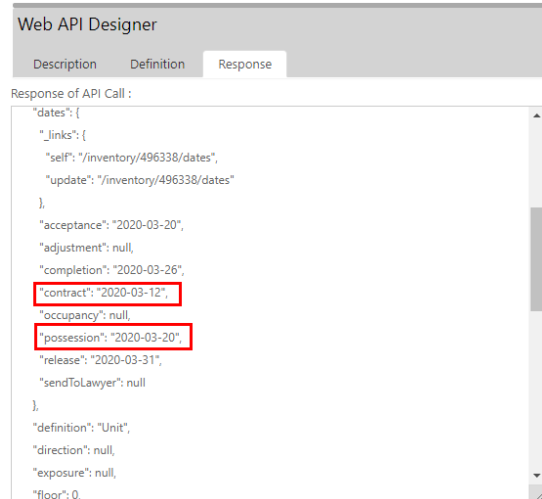 Web API Designer
Description Definition Response
Response of API Call :
"dates": {
"_links": {
"self": "/inventory/496338/dates",
"update": "/inventory/496338/dates"
},
"acceptance": "2020-03-20",
"adjustment": null,
"completion": "2020-03-26",
"contract": "2020-03-12",
"occupancy": null,
"possession": "2020-03-20",
"release": "2020-03-31",
"sendToLawyer": null
},
"definition": "Unit",
"direction": null,
"exposure": null,
"floor": 0,